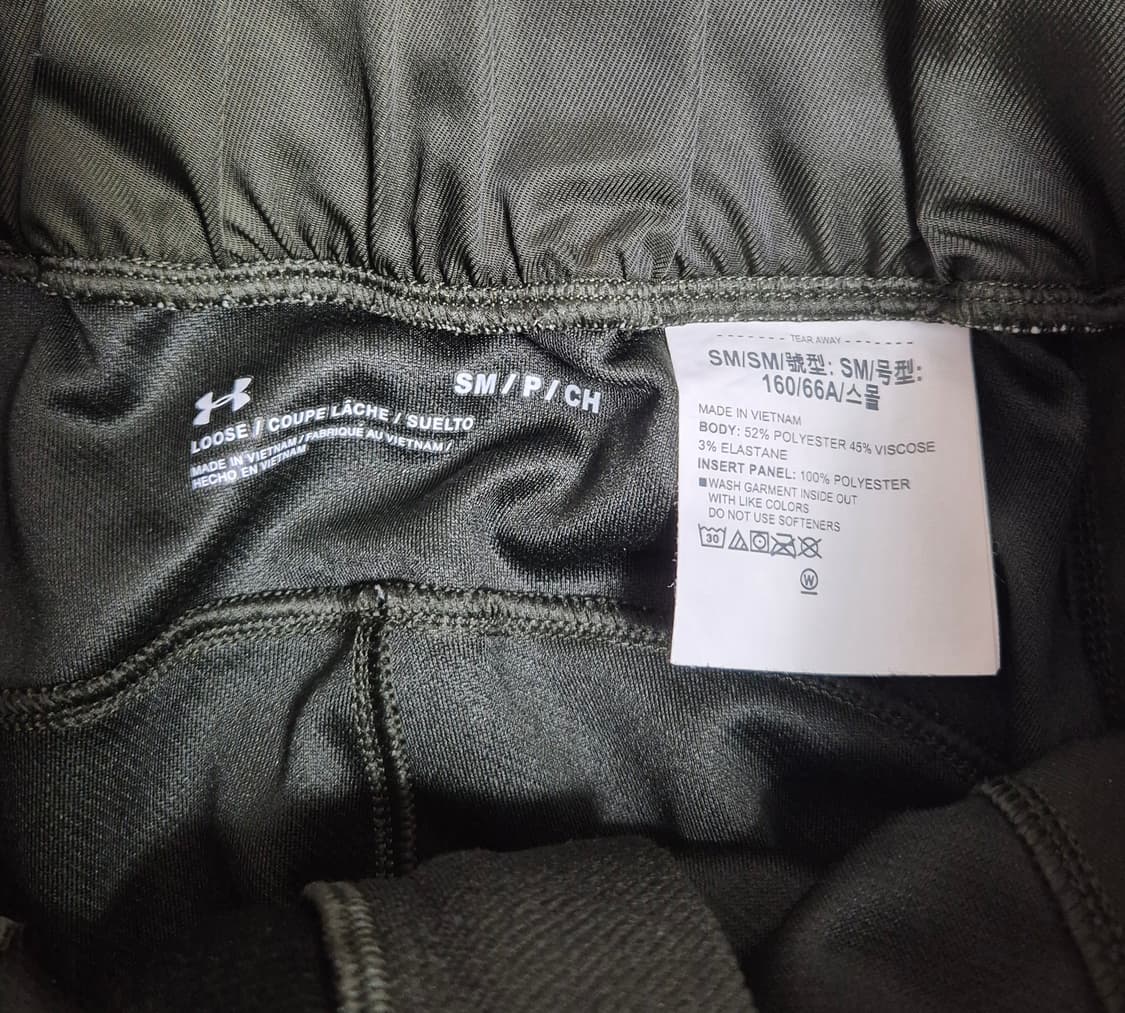 SM / P / CH
LOOSE / COUPE LÂCHE / SUELTO
MADE IN VIETNAM / FABRIQUÉ AU VIETNAM /
HECHO EN VIETNAM
TEAR AWAY
SM/SM/號型: SM/号型:
160/66A/스몰
MADE IN VIETNAM
BODY: 52% POLYESTER 45% VISCOSE
3% ELASTANE
INSERT PANEL: 100% POLYESTER
WASH GARMENT INSIDE OUT
WITH LIKE COLORS
DO NOT USE SOFTENERS
30
W